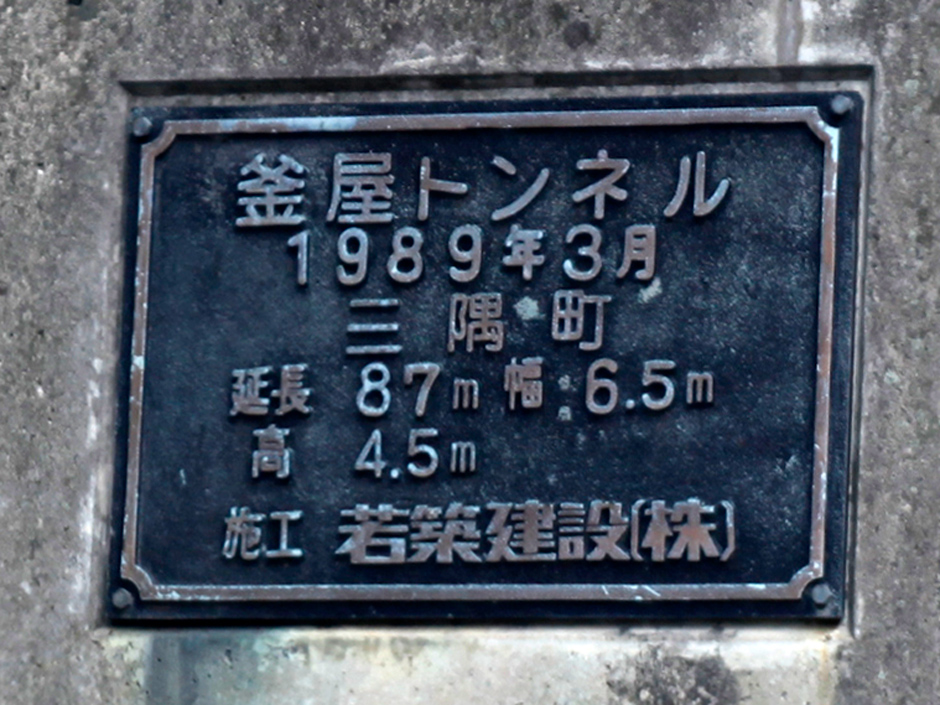 釜屋トンネル
1989年3月
三隅町
延長 87m 幅 6.5m
高 4.5m
施工 若築建設(株)